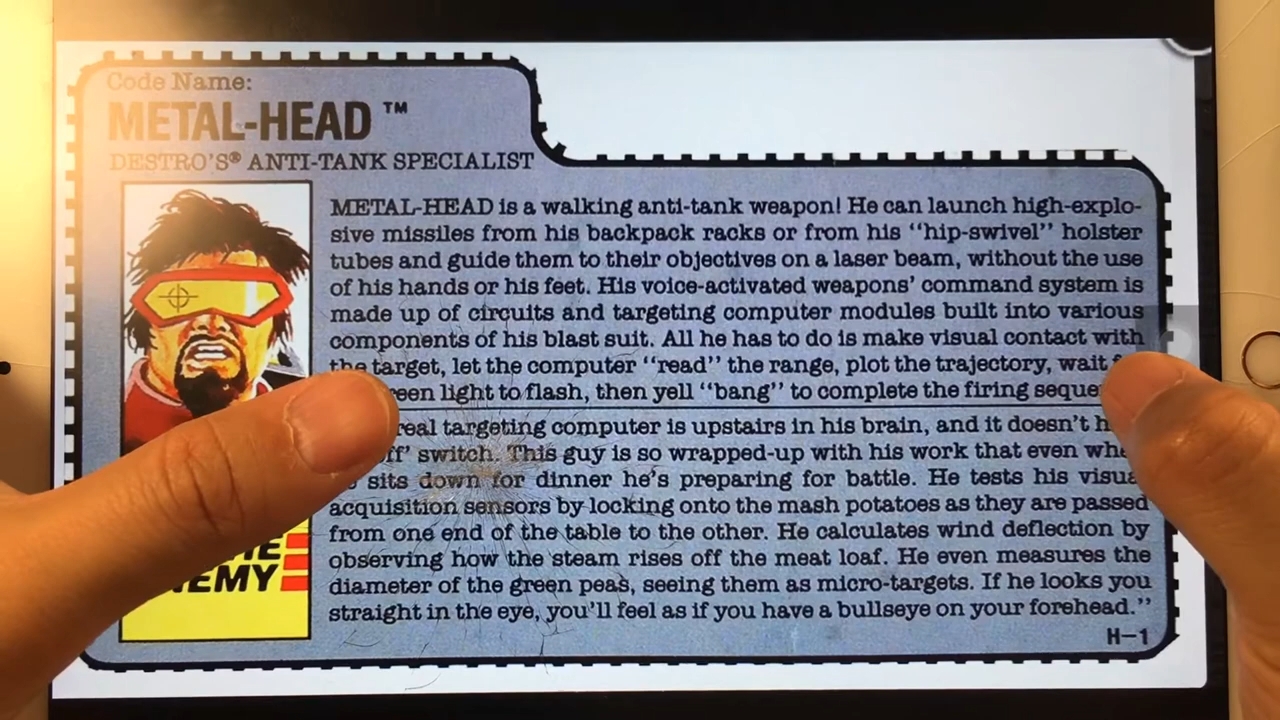 Code Name:
METAL-HEAD ™
DESTRO'S® ANTI-TANK SPECIALIST
METAL-HEAD is a walking anti-tank weapon! He can launch high-explo-
sive missiles from his backpack racks or from his "hip-swivel" holster
tubes and guide them to their objectives on a laser beam, without the use
of his hands or his feet. His voice-activated weapons' command system is
made up of circuits and targeting computer modules built into various
components of his blast suit. All he has to do is make visual contact with
the target, let the computer "read" the range, plot the trajectory, wait
light to flash, then yell "bang" to complete the firing
real targeting computer is upstairs in his brain, and it doesn't
switch. This guy is so wrapped-up with his work that even
sits down for dinner he's preparing for battle. He tests his
acquisition sensors by locking onto the mash potatoes as they are passed
from one end of the table to the other. He calculates wind deflection by
observing how the steam rises off the meat loaf. He even measures the
diameter of the green peas, seeing them as micro-targets. If he looks you
straight in the eye, you'll feel as if you have a bullseye on your forehead."
H-1